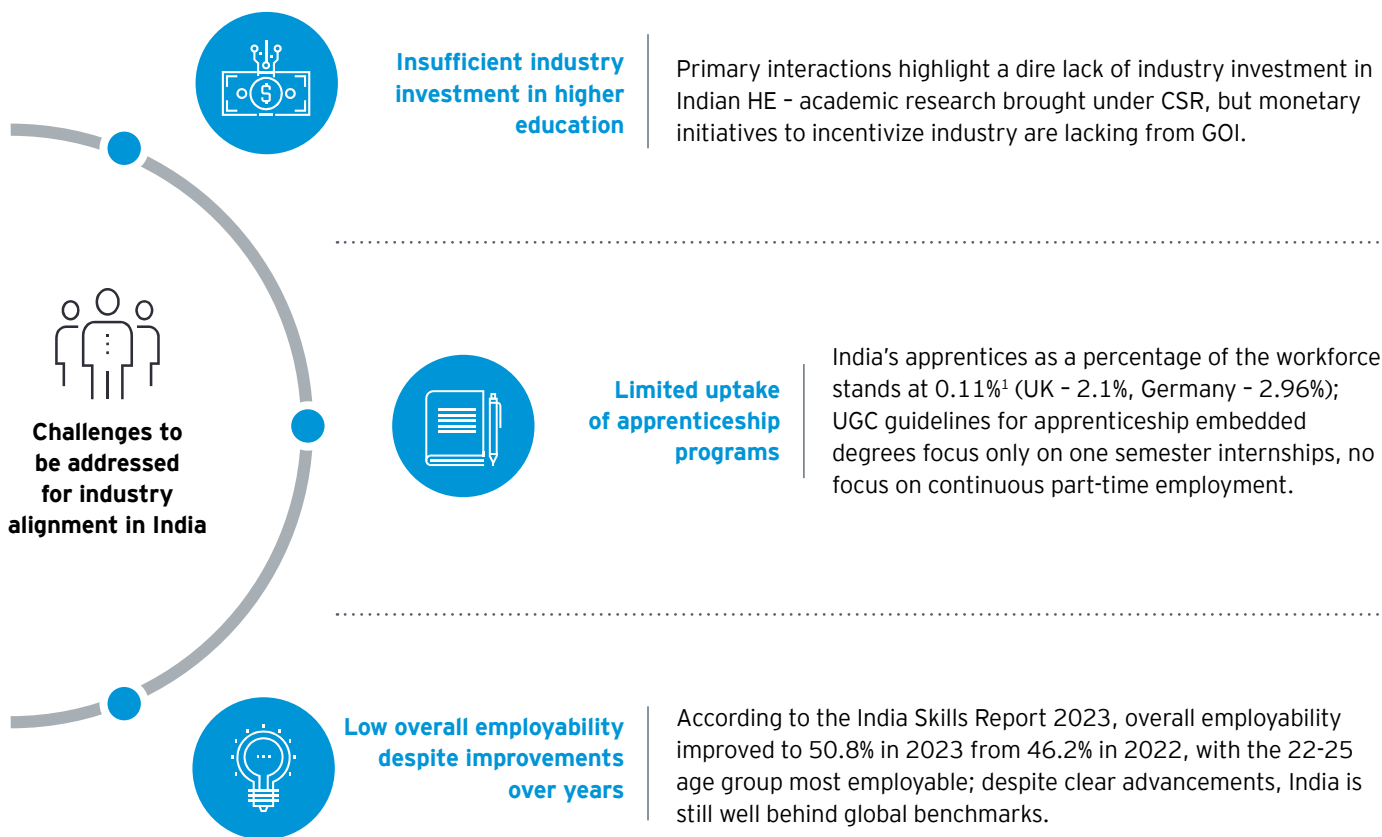 Insufficient industry
investment in higher
education
Primary interactions highlight a dire lack of industry investment in
Indian HE – academic research brought under CSR, but monetary
initiatives to incentivize industry are lacking from GOI.
Challenges to
be addressed
for industry
alignment in India
Limited uptake
of apprenticeship
programs
India’s apprentices as a percentage of the workforce
stands at 0.11%¹ (UK – 2.1%, Germany – 2.96%);
UGC guidelines for apprenticeship embedded
degrees focus only on one semester internships, no
focus on continuous part-time employment.
Low overall employability
despite improvements
over years
According to the India Skills Report 2023, overall employability
improved to 50.8% in 2023 from 46.2% in 2022, with the 22-25
age group most employable; despite clear advancements, India is
still well behind global benchmarks.